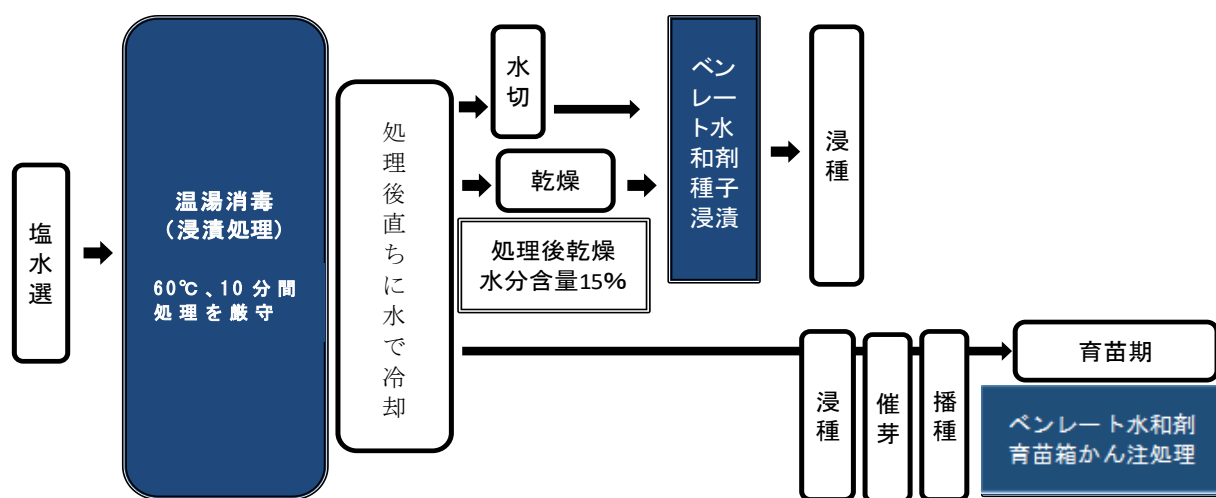 塩水選
温湯消毒
（浸漬処理）
60℃、10分間
処理を厳守
処理後直ちに水で冷却
水切
乾燥
処理後乾燥
水分含量15%
ベン
レー
ト水
和剤
種子
浸漬
浸種
浸種
催芽
播種
育苗期
ベンレート水和剤
育苗箱かん注処理